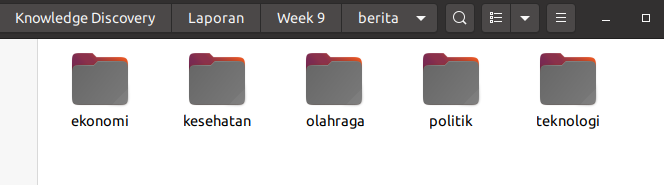 Knowledge Discovery Laporan Week 9 berita
ekonomi kesehatan olahraga politik teknologi